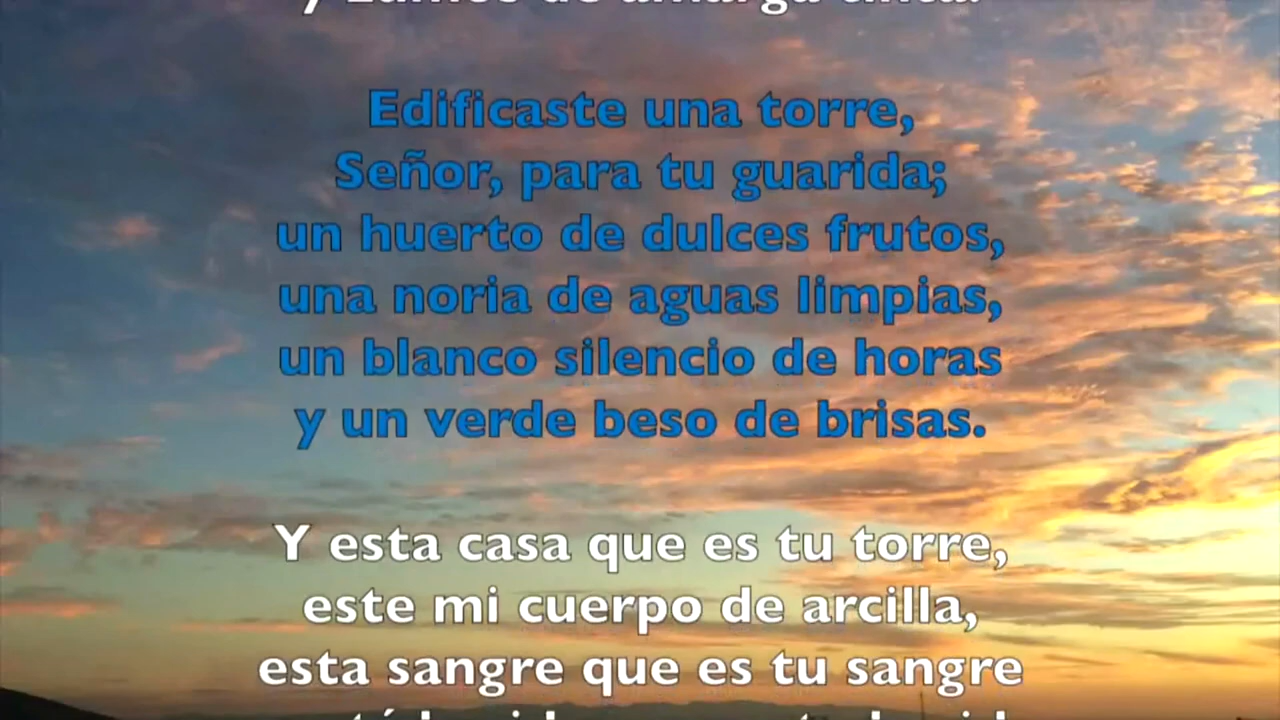 Edificaste una torre,
Señor, para tu guarida;
un huerto de dulces frutos,
una noria de aguas limpias,
un blanco silencio de horas
y un verde beso de brisas.
Y esta casa que es tu torre,
este mi cuerpo de arcilla,
esta sangre que es tu sangre